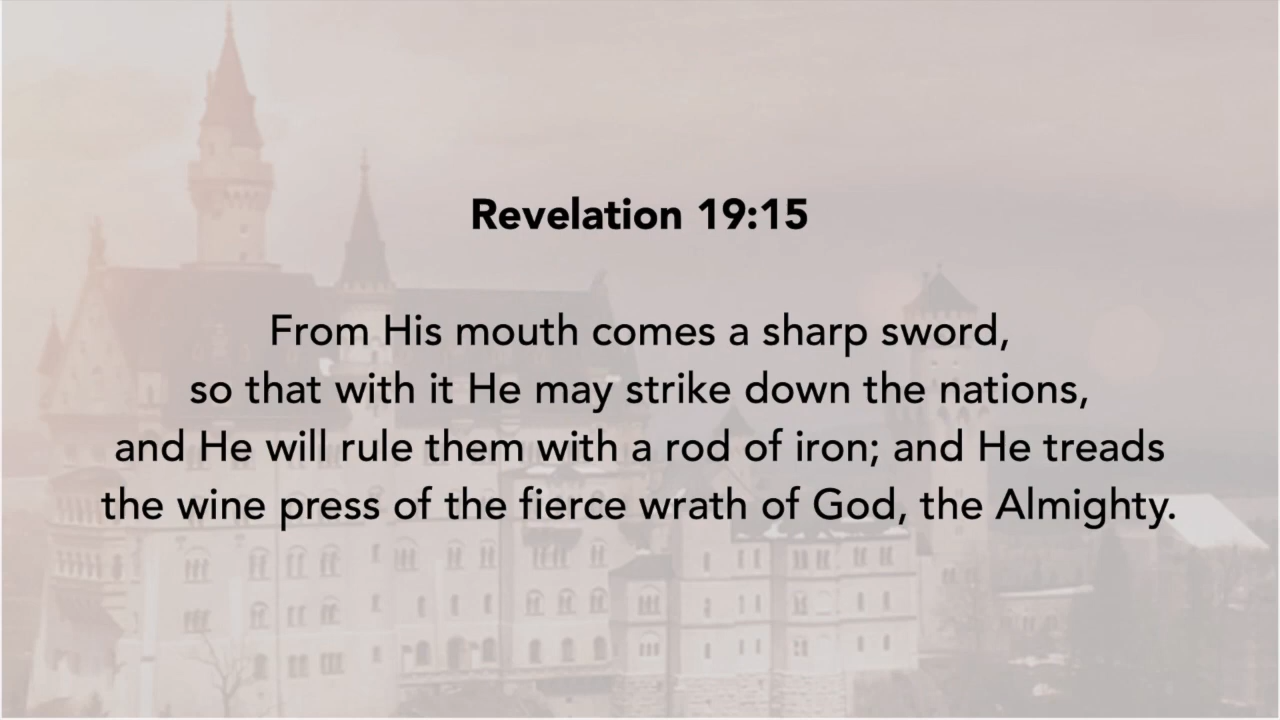 Revelation 19:15
From His mouth comes a sharp sword,
so that with it He may strike down the nations,
and He will rule them with a rod of iron; and He treads
the wine press of the fierce wrath of God, the Almighty.